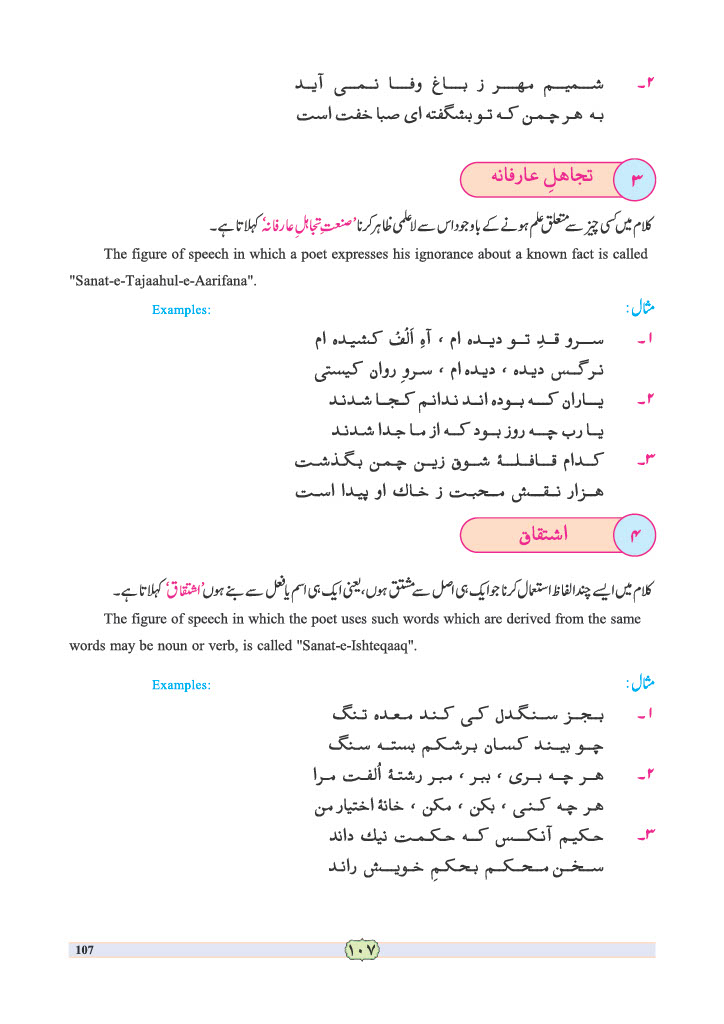 ۲۔ شمیم مهر ز باغ وفا نمی آید
به هر چمن که تو بشگفته ای صبا خفت است
۳ تجاهلِ عارفانه
کلام میں کسی چیز سے متعلق علم ہونے کے باوجود اس سے لاعلمی ظاہر کرنا ’صنعتِ تجاہلِ عارفانہ‘ کہلاتا ہے۔
The figure of speech in which a poet expresses his ignorance about a known fact is called
"Sanat-e-Tajaahul-e-Aarifana".
Examples: مثال:
۱۔ سرو قدِ تو دیده ام ، آهِ اَلَفُ کشیده ام
نرگس دیده ، دیده ام ، سروِ روان کیستی
۲۔ یاران که بوده اند ندانم کجا شدند
یا رب چه روز بود که از ما جدا شدند
۳۔ کدام قافلۂ شوق زین چمن بگذشت
هزار نقش محبت ز خاك او پیدا است
۴ اشتقاق
کلام میں ایسے چند الفاظ استعمال کرنا جو ایک ہی اصل سے مشتق ہوں، یعنی ایک ہی اسم یا فعل سے بنے ہوں ’اشتقاق‘ کہلاتا ہے۔
The figure of speech in which the poet uses such words which are derived from the same
words may be noun or verb, is called "Sanat-e-Ishteqaaq".
Examples: مثال:
۱۔ بجز سنگدل کی کند معده تنگ
چو بیند کسان برشکم بسته سنگ
۲۔ هر چه بری ، ببر ، مبر رشتۂ اُلفت مرا
هر چه کنی ، بکن ، مکن ، خانۂ اختیار من
۳۔ حکیم آنکس که حکمت نیك داند
سخن محکم بحکمِ خویش راند
107 ۱۰۷